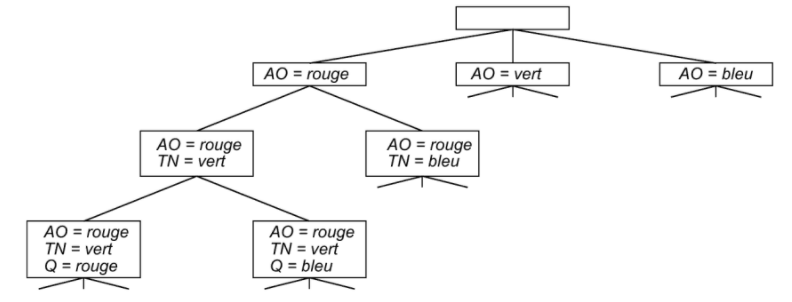 AO = rouge
AO = vert
AO = bleu
AO = rouge
TN = vert
AO = rouge
TN = bleu
AO = rouge
TN = vert
Q = rouge
AO = rouge
TN = vert
Q = bleu